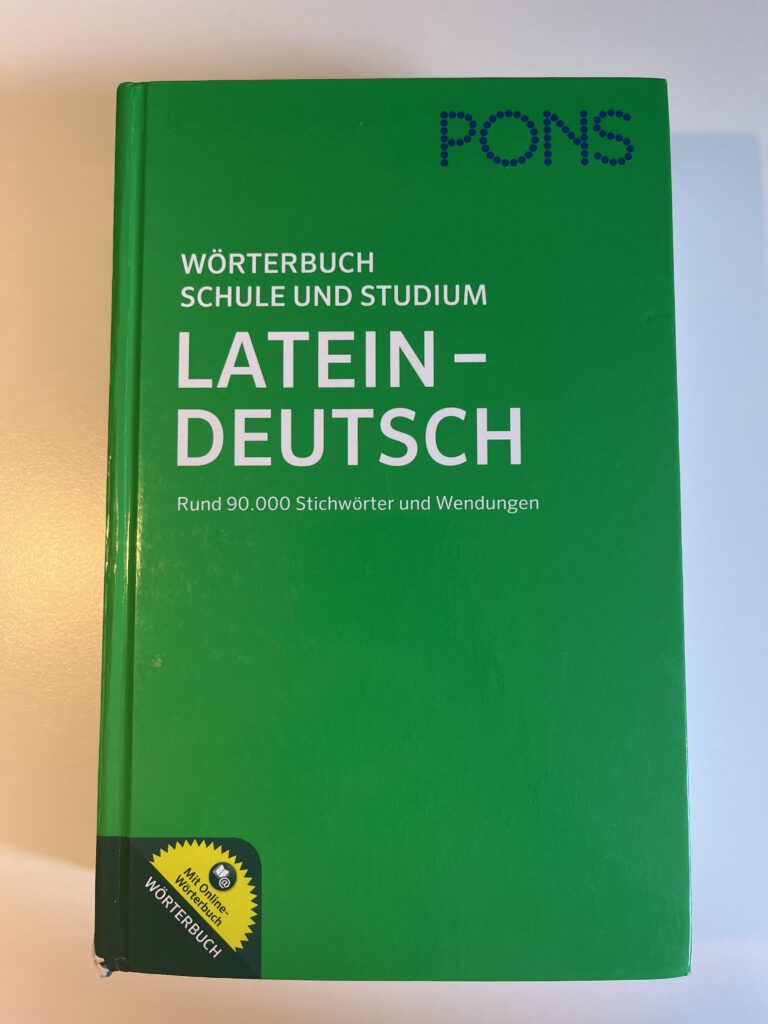 PONS
WÖRTERBUCH
SCHULE UND STUDIUM
LATEIN –
DEUTSCH
Rund 90.000 Stichwörter und Wendungen
Mit Online-
Wörterbuch
WÖRTERBUCH